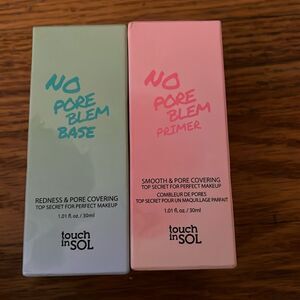 NO
PORE
BLEM
BASE
REDNESS & PORE COVERING
TOP SECRET FOR PERFECT MAKEUP
1.01 fl.oz. / 30ml
touch
in SOL
NO
PORE
BLEM
PRIMER
SMOOTH & PORE COVERING
TOP SECRET FOR PERFECT MAKEUP
COMBLEUR DE PORES
TOP SECRET POUR UN MAQUILLAGE PARFAIT
1.01 fl.oz. / 30ml
touch
in SOL